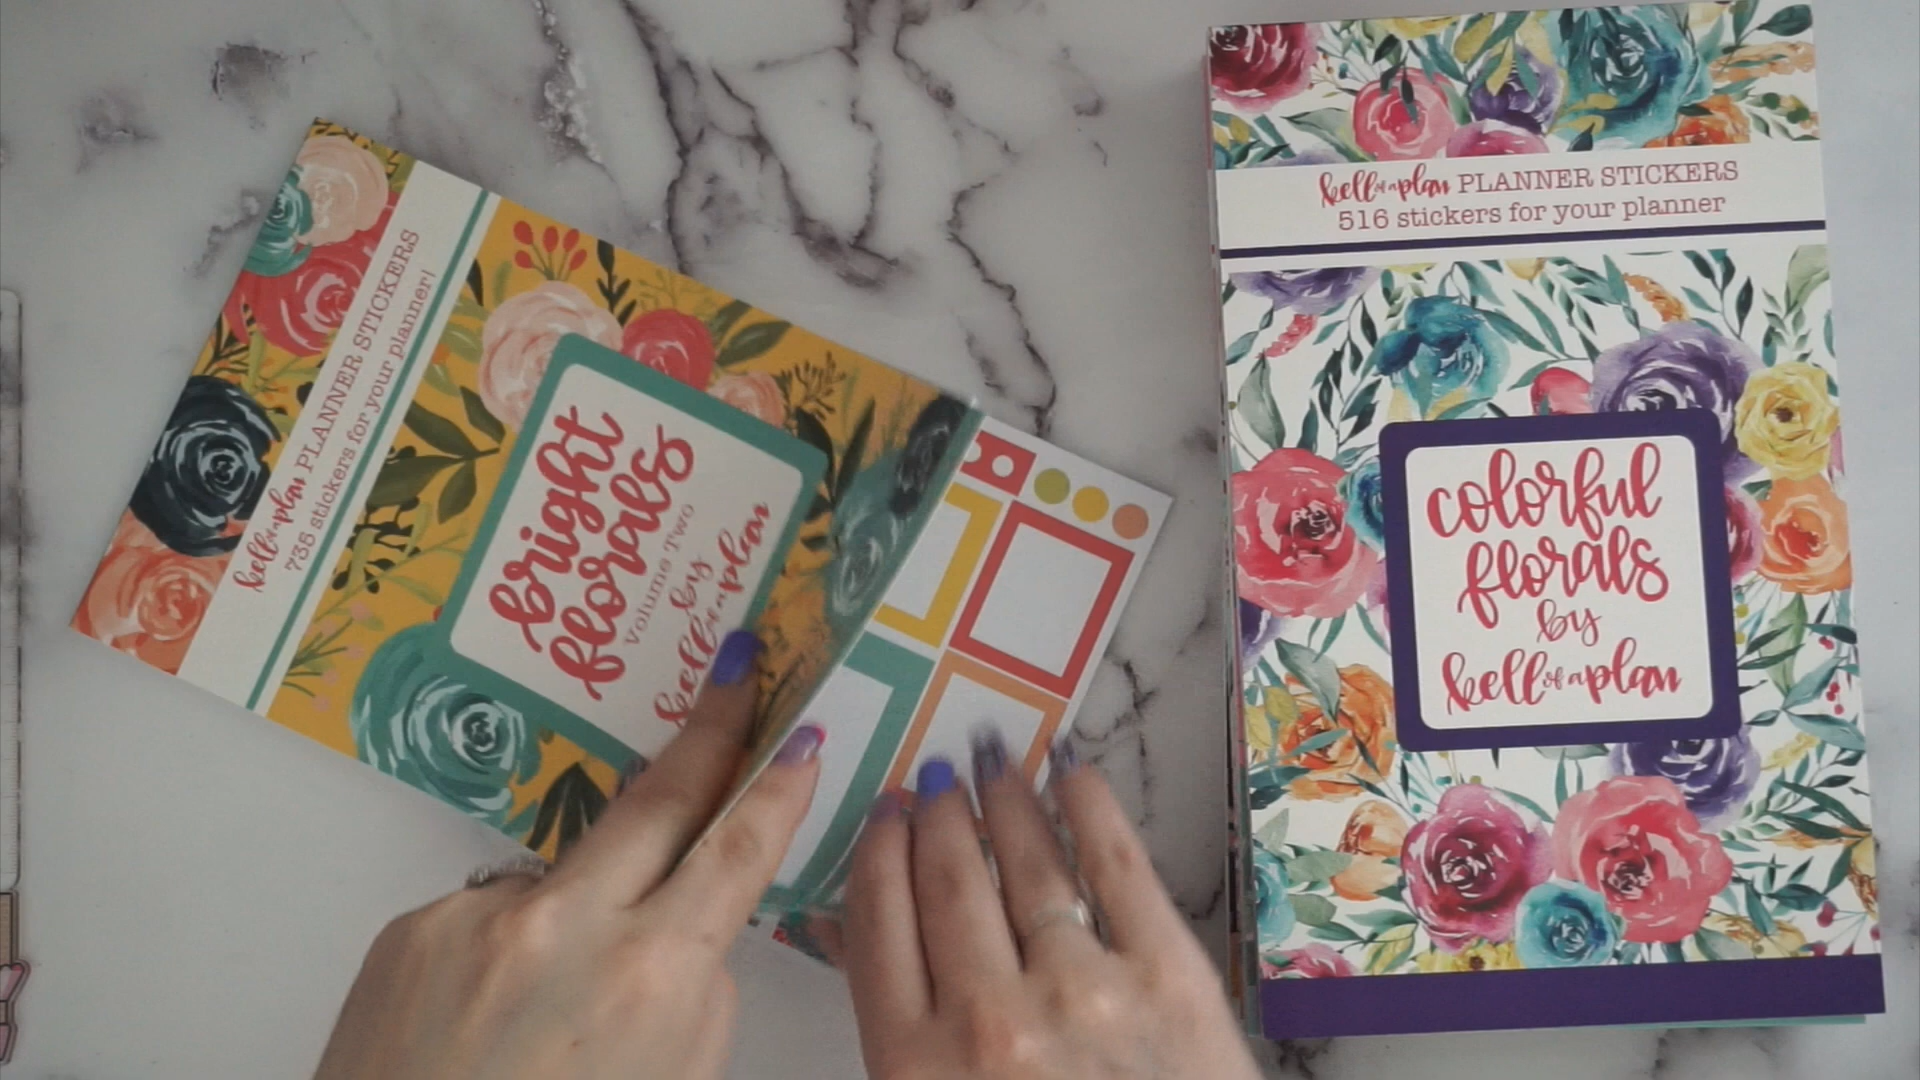 kell of a plan PLANNER STICKERS
735 stickers for your planner!
bright
florals
Volume Two
by
kell of a plan
kell of a plan PLANNER STICKERS
516 stickers for your planner
colorful
florals
by
kell of a plan